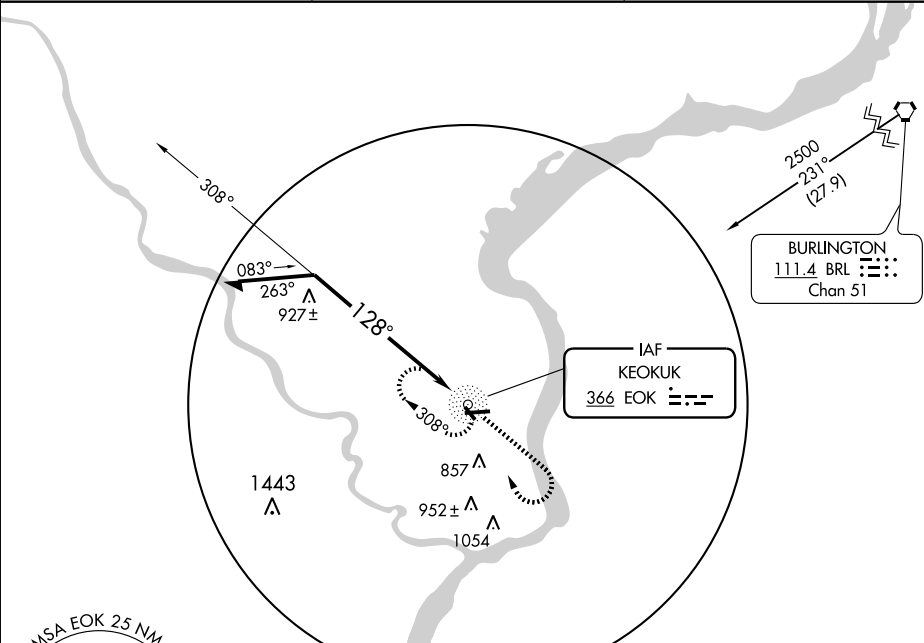 2500
231°
(27.9)
308°
BURLINGTON
111.4 BRL
Chan 51
083°
263°
927±
128°
IAF
KEOKUK
366 EOK
308°
857
1443
952±
1054
MSA EOK 25 NM